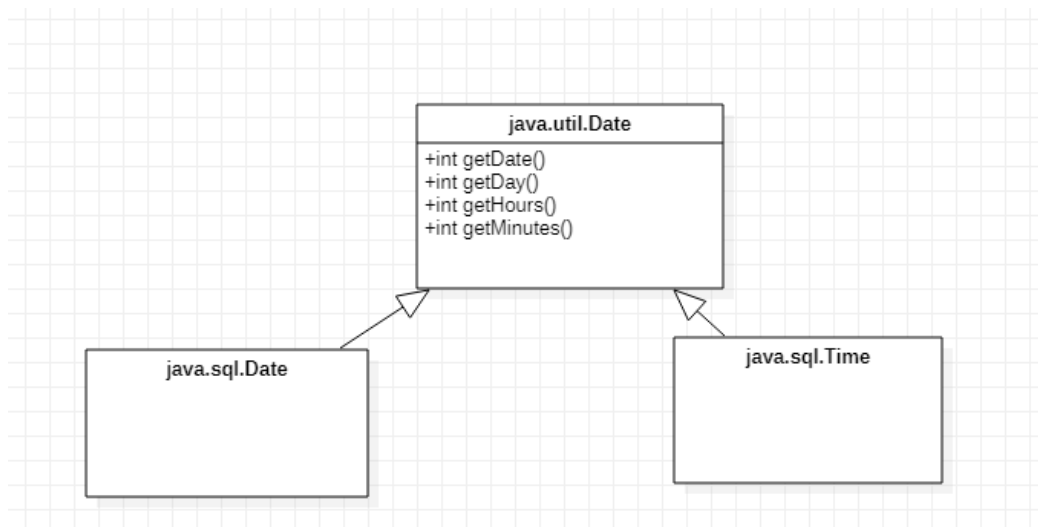 java.util.Date
+int getDate()
+int getDay()
+int getHours()
+int getMinutes()
java.sql.Date
java.sql.Time